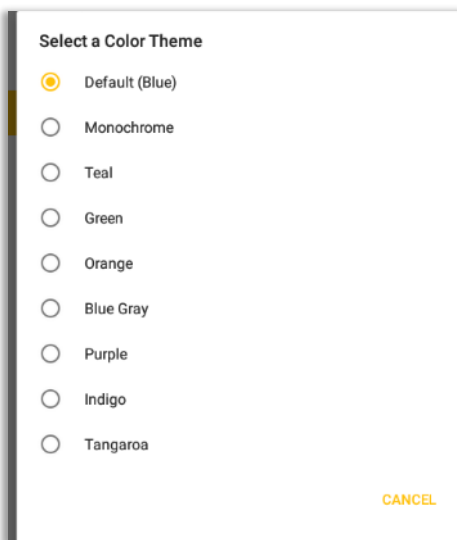 Select a Color Theme
Default (Blue)
Monochrome
Teal
Green
Orange
Blue Gray
Purple
Indigo
Tangaroa
CANCEL